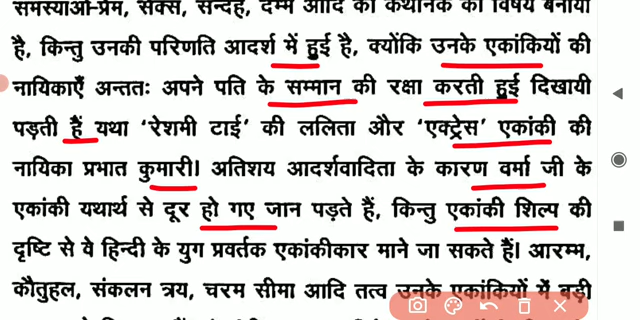 समस्याओं-प्रेम, सेक्स, सन्देह, दम्भ आदि को कथानक का विषय बनाया
है, किन्तु उनकी परिणति आदर्श में हुई है, क्योंकि उनके एकांकियों की
नायिकाएँ अन्ततः अपने पति के सम्मान की रक्षा करती हुई दिखायी
पड़ती हैं यथा 'रेशमी टाई' की ललिता और 'एक्ट्रेस' एकांकी की
नायिका प्रभात कुमारी। अतिशय आदर्शवादिता के कारण वर्मा जी के
एकांकी यथार्थ से दूर हो गए जान पड़ते हैं, किन्तु एकांकी शिल्प की
दृष्टि से वे हिन्दी के युग प्रवर्तक एकांकीकार माने जा सकते हैं। आरम्भ,
कौतुहल, संकलन त्रय, चरम सीमा आदि तत्व उनके एकांकियों में बड़ी